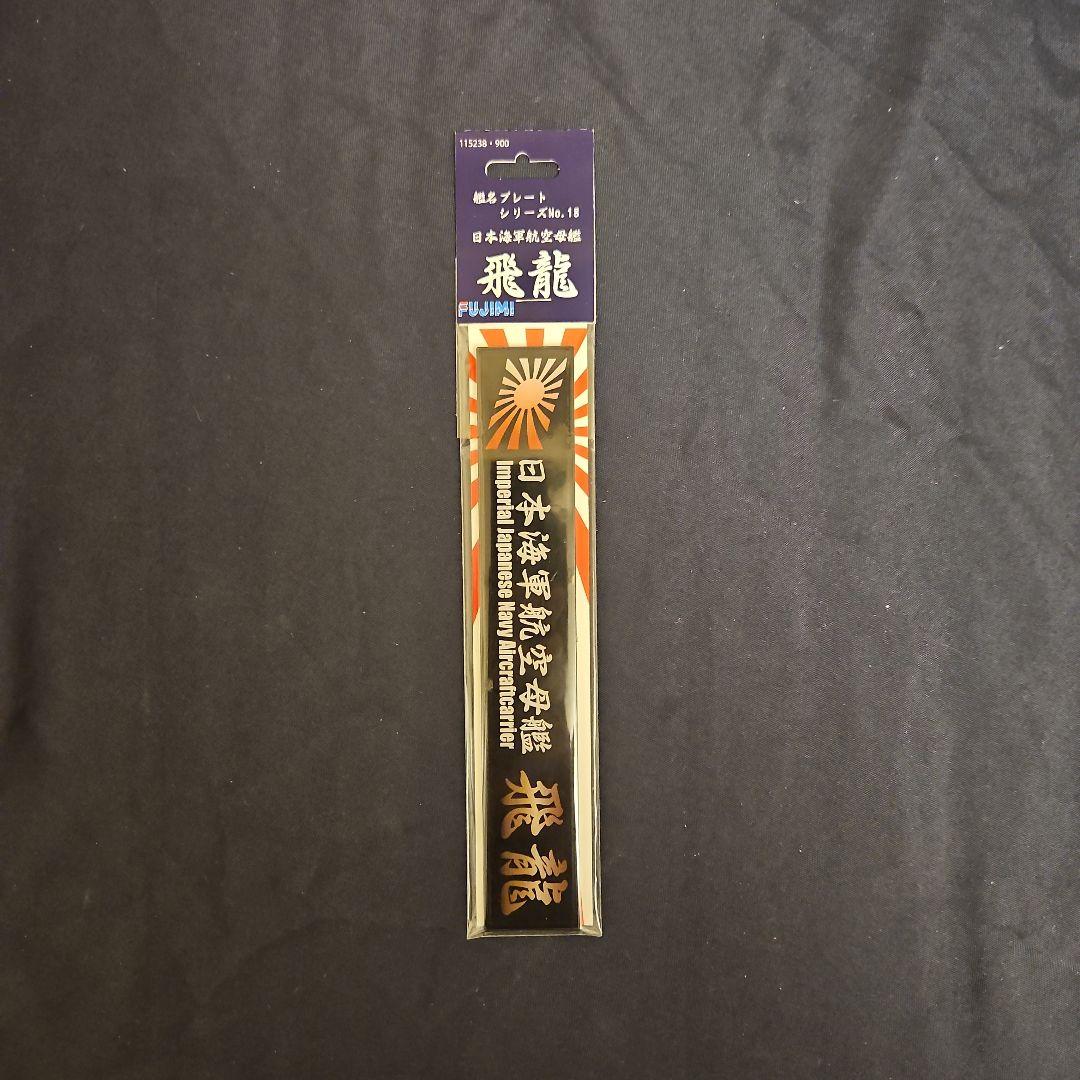 115238・900
艦名プレート
シリーズNo.18
日本海軍航空母艦
飛龍
FUJIMI
日本海軍航空母艦
Imperial Japanese Navy Aircraftcarrier
飛龍